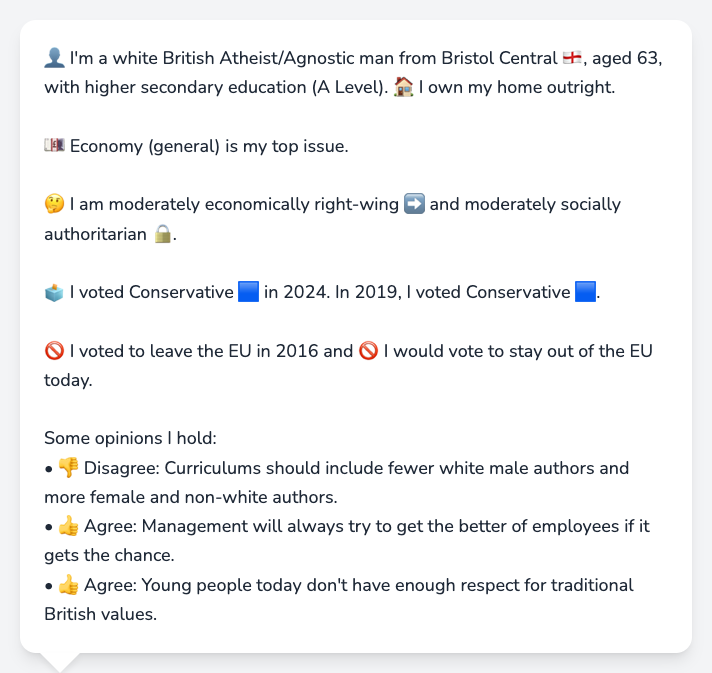 👤 I'm a white British Atheist/Agnostic man from Bristol Central 🏴󠁧󠁢󠁥󠁮󠁧󠁿, aged 63,
with higher secondary education (A Level). 🏠 I own my home outright.
💷 Economy (general) is my top issue.
🤔 I am moderately economically right-wing ➡️ and moderately socially
authoritarian 🔒.
🗳️ I voted Conservative 🟦 in 2024. In 2019, I voted Conservative 🟦.
🚫 I voted to leave the EU in 2016 and 🚫 I would vote to stay out of the EU
today.
Some opinions I hold:
• 👎 Disagree: Curriculums should include fewer white male authors and
more female and non-white authors.
• 👍 Agree: Management will always try to get the better of employees if it
gets the chance.
• 👍 Agree: Young people today don't have enough respect for traditional
British values.